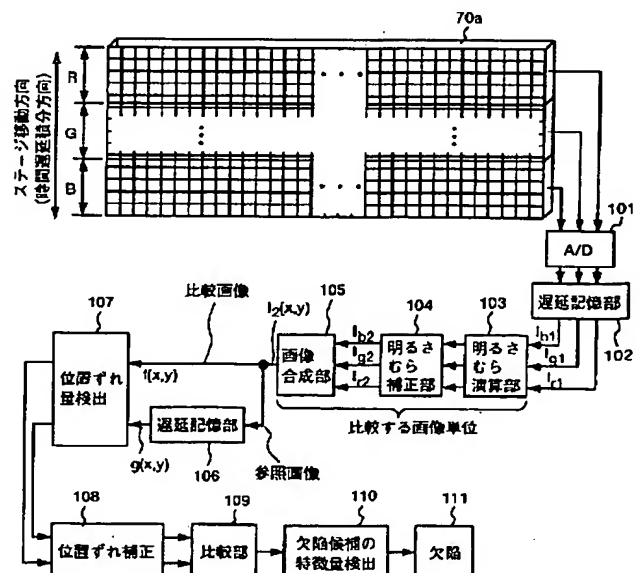 70a
R
G
B
ステージ移動方向
(時間遅延積分方向)
101
A/D
遅延記憶部
102
107
比較画像
I2(x,y)
105
104
103
Ib2
Ig2
Ir2
Ib1
Ig1
Ir1
画像
合成部
明るさ
むら
補正部
明るさ
むら
演算部
位置ずれ
量検出
f(x,y)
g(x,y)
遅延記憶部
106
参照画像
比較する画像単位
108
109
110
111
位置ずれ補正
比較部
欠陥候補の
特徴量検出
欠陥